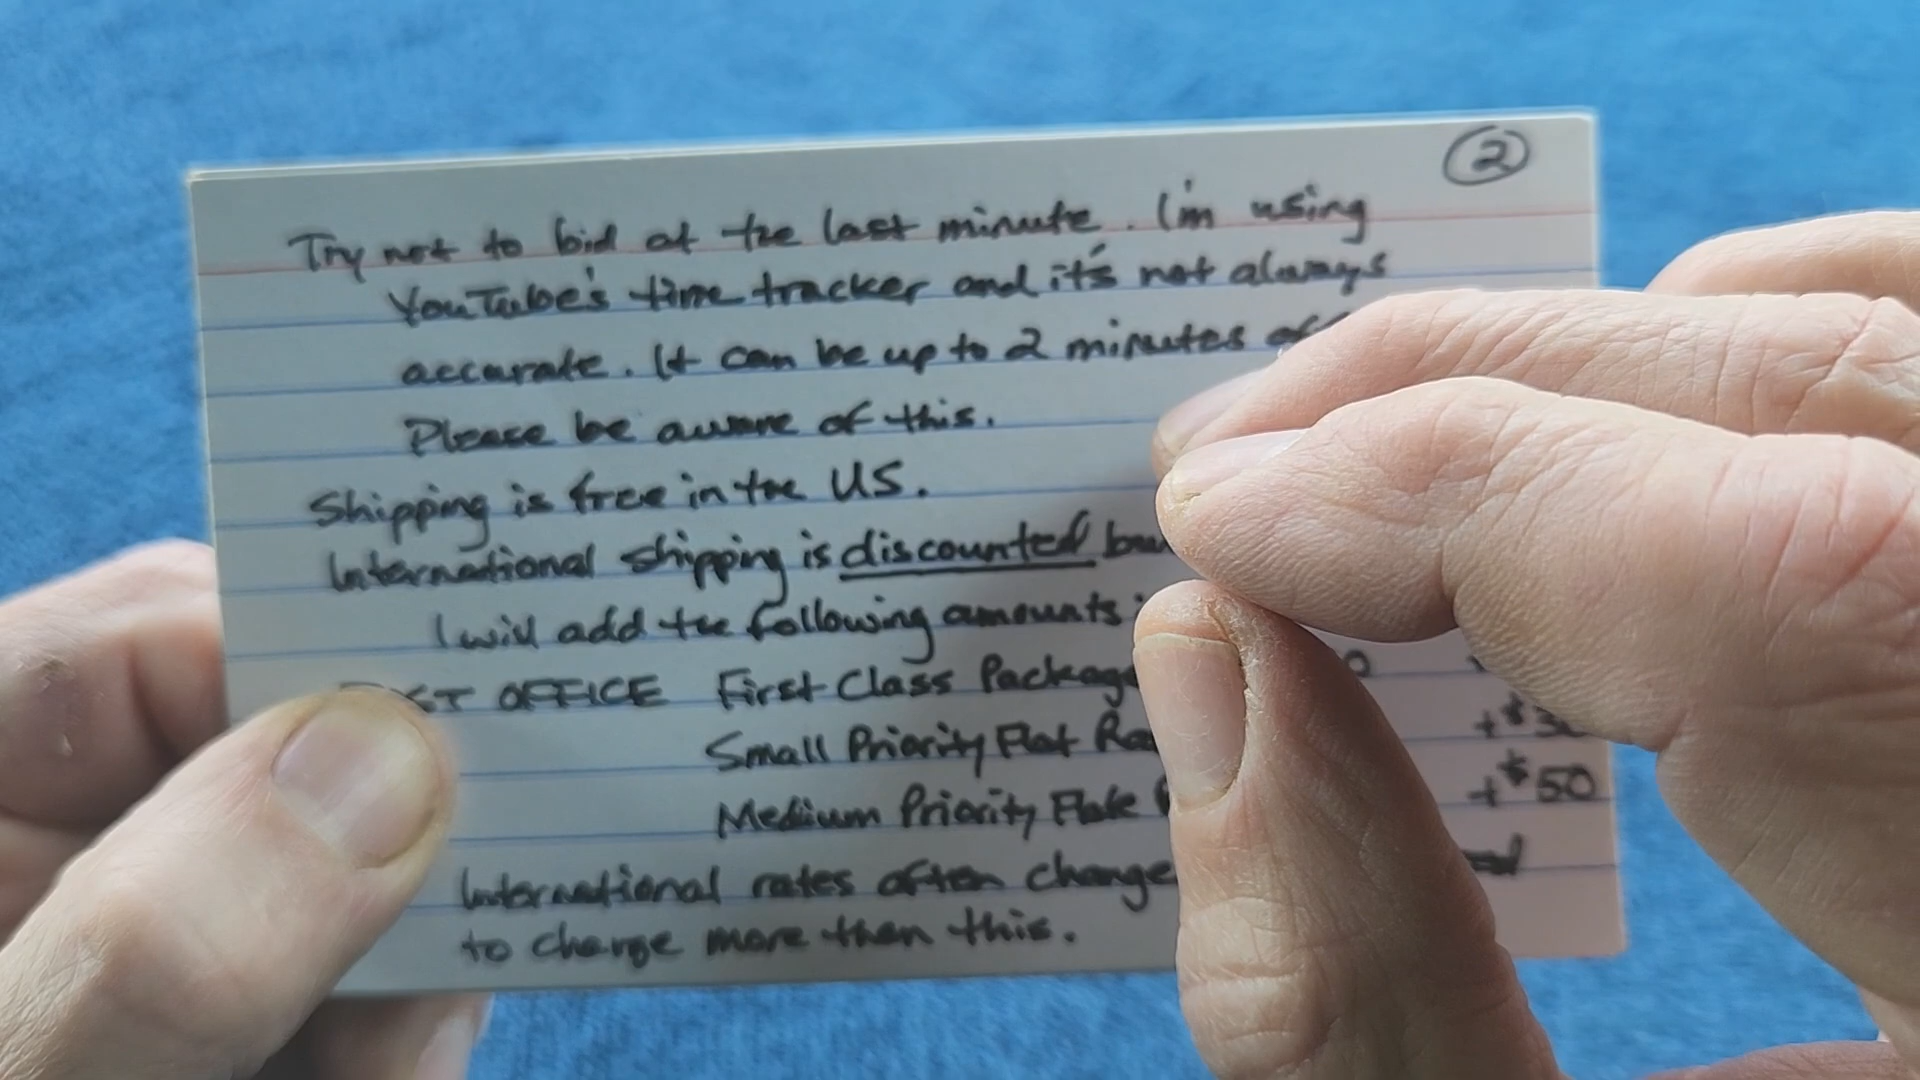 ②
Try not to bid at the last minute. I'm using
YouTube's time tracker and it's not always
accurate. It can be up to 2 minutes
Please be aware of this.
Shipping is free in the US.
International shipping is discounted
I will add the following amounts
OFFICE First Class Package
Small Priority Flat
+$30
Medium Priority Flate
+$50
International rates often change
to charge more then this.